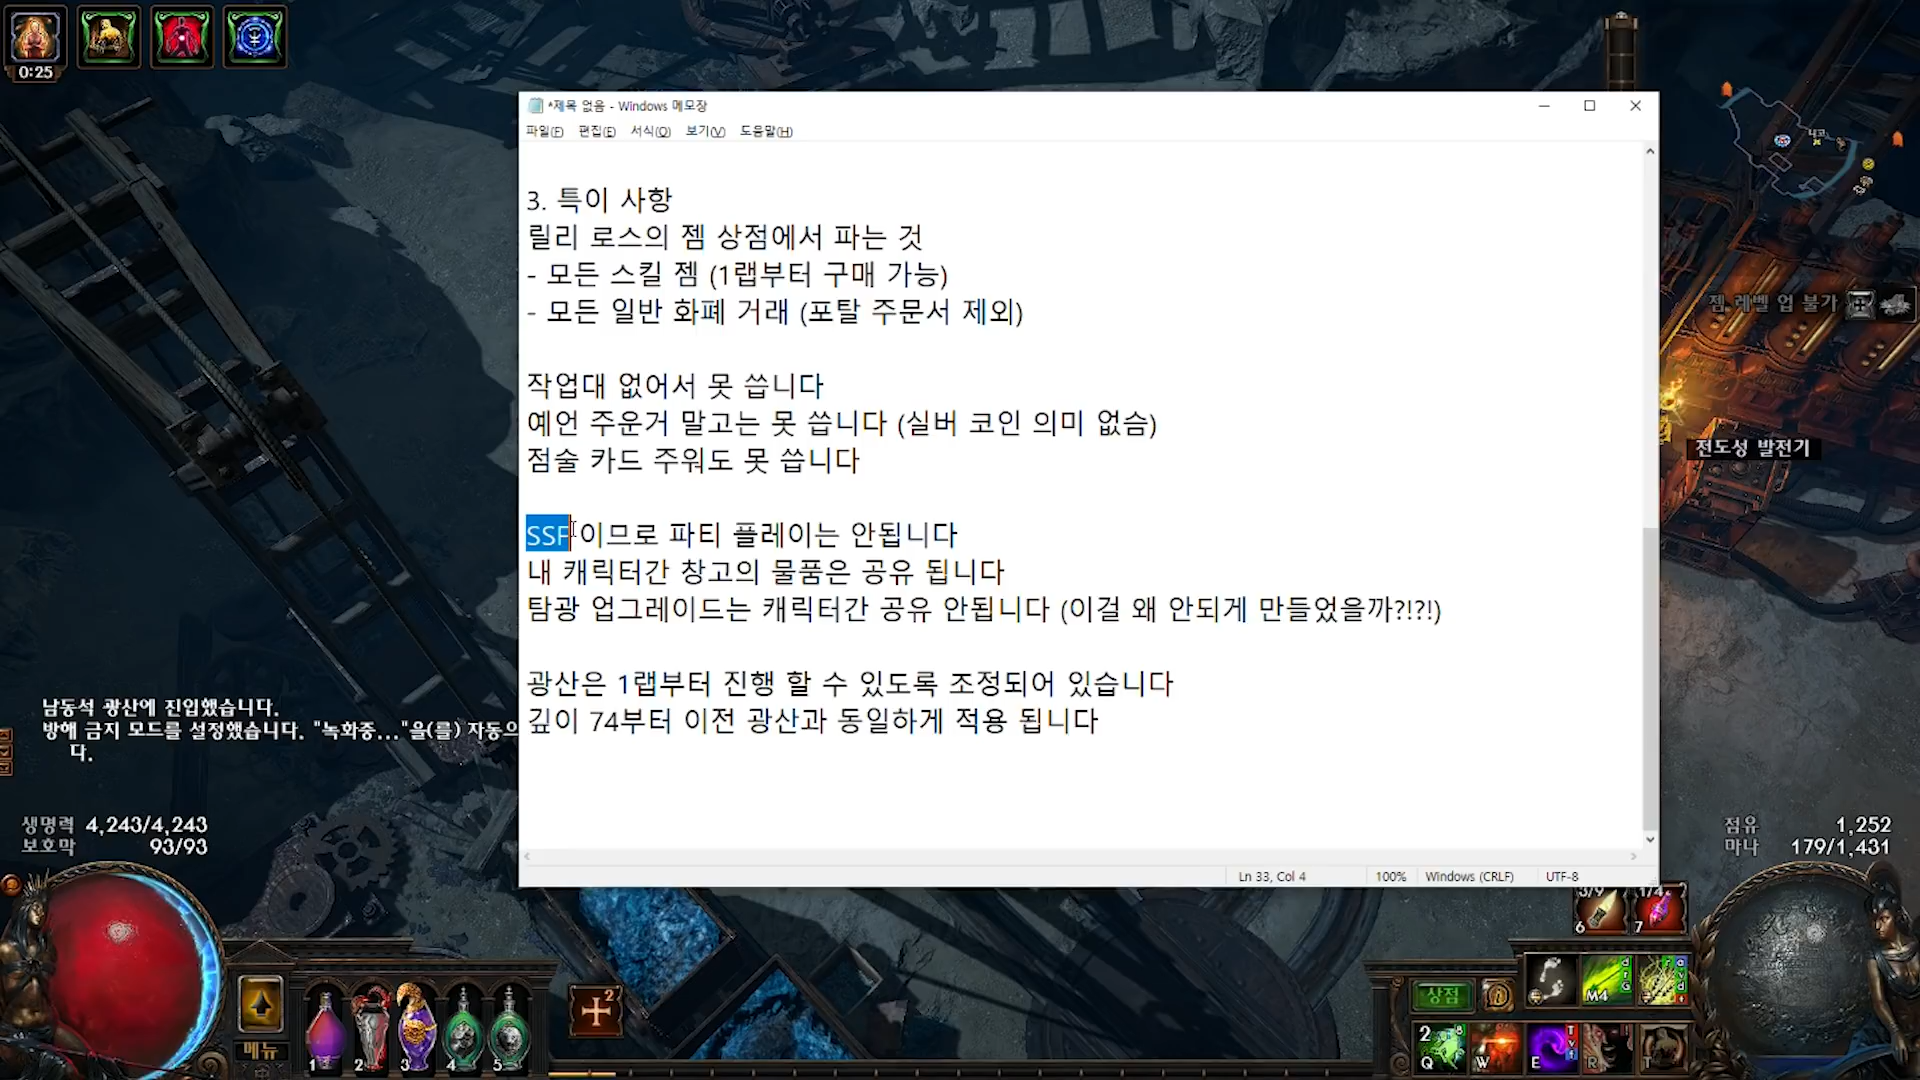 0:25
*제목 없음 - Windows 메모장
파일(F) 편집(E) 서식(O) 보기(V) 도움말(H)
3. 특이 사항
릴리 로스의 젬 상점에서 파는 것
- 모든 스킬 젬 (1랩부터 구매 가능)
- 모든 일반 화폐 거래 (포탈 주문서 제외)
작업대 없어서 못 씁니다
예언 주운거 말고는 못 씁니다 (실버 코인 의미 없슴)
점술 카드 주워도 못 씁니다
SSF이므로 파티 플레이는 안됩니다
내 캐릭터간 창고의 물품은 공유 됩니다
탐광 업그레이드는 캐릭터간 공유 안됩니다 (이걸 왜 안되게 만들었을까?!?!)
광산은 1랩부터 진행 할 수 있도록 조정되어 있습니다
깊이 74부터 이전 광산과 동일하게 적용 됩니다
Ln 33, Col 4 100% Windows (CRLF) UTF-8
젬 레벨 업 불가
전도성 발전기
남동석 광산에 진입했습니다.
방해 금지 모드를 설정했습니다. "녹화중..."을(를) 자동으
다.
생명력 4,243/4,243
보호막 93/93
점유 1,252
마나 179/1,431
3/9 1/4
6 7
메뉴
1 2 3 4 5
2
상점
M4
2
Q W E R T